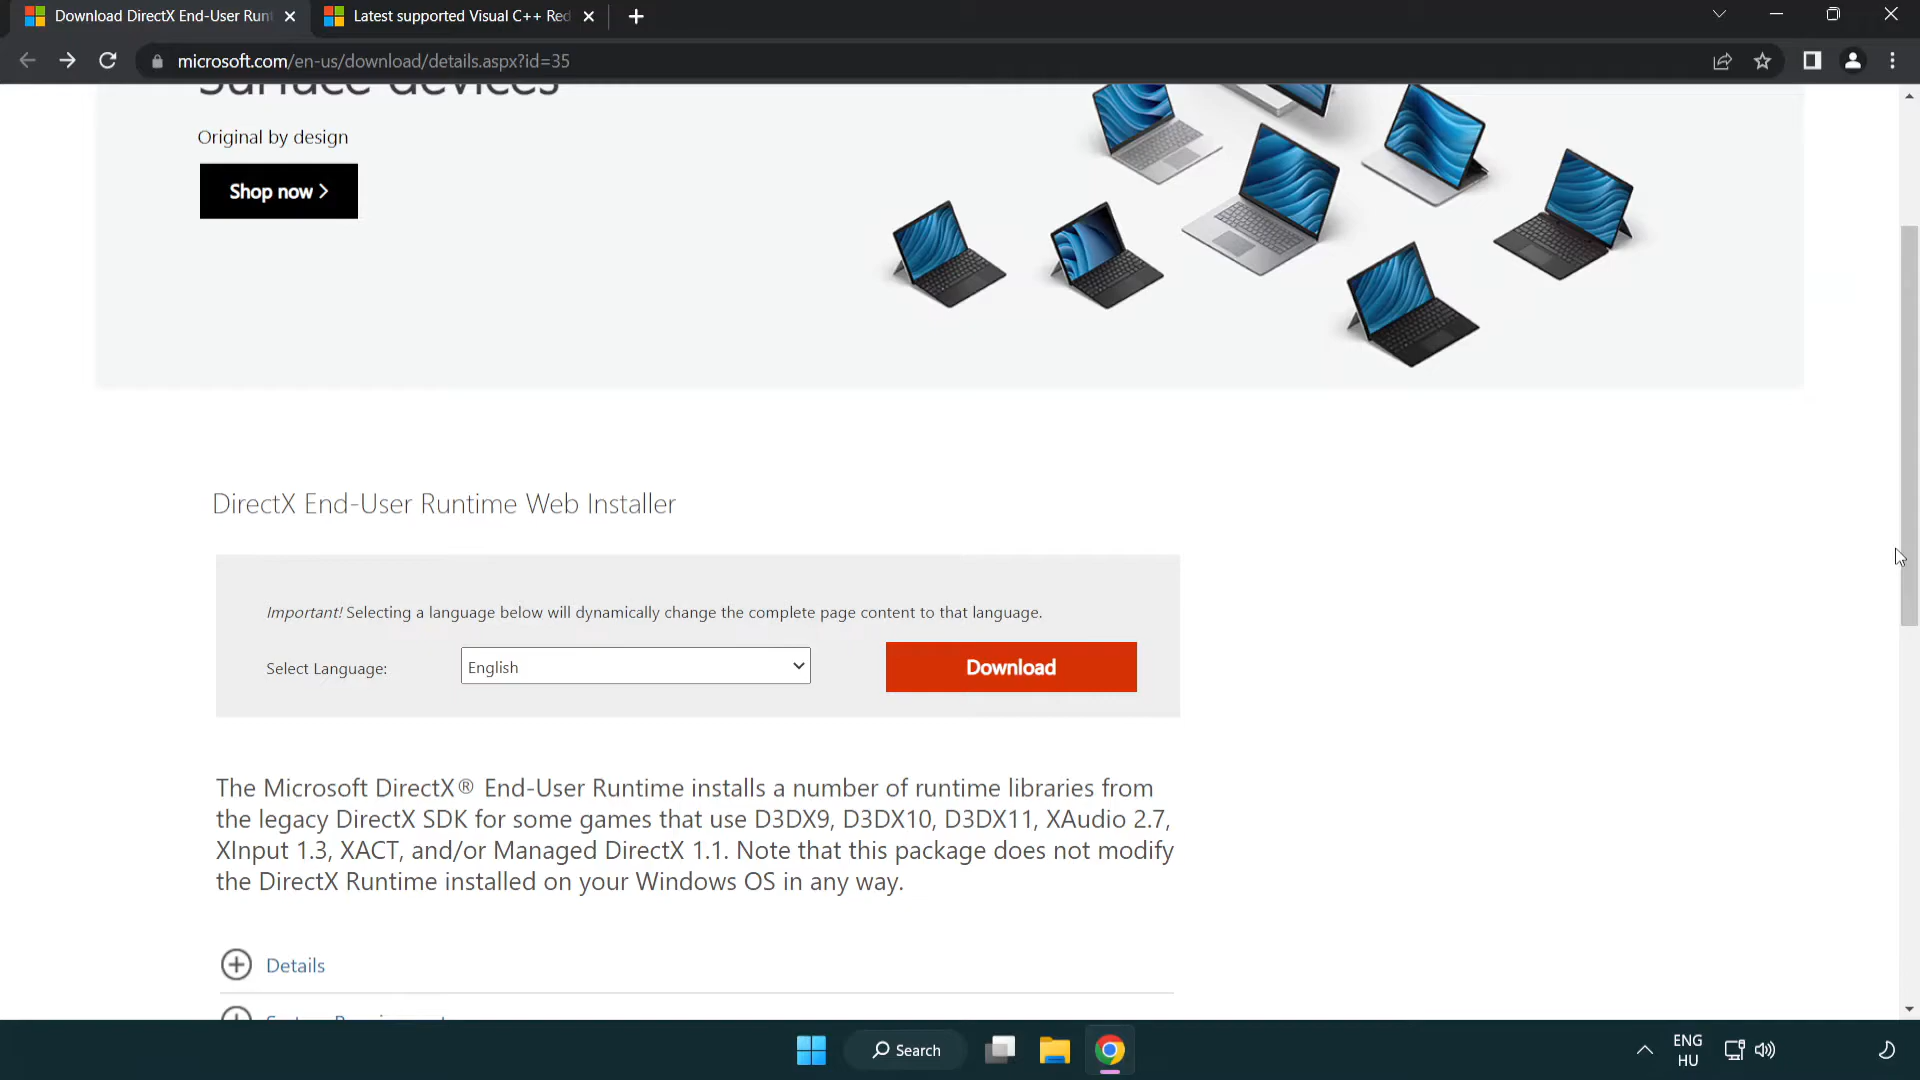 Download DirectX End-User Runt
Latest supported Visual C++ Red
microsoft.com/en-us/download/details.aspx?id=35
Surface devices
Original by design
Shop now >
DirectX End-User Runtime Web Installer
Important! Selecting a language below will dynamically change the complete page content to that language.
Select Language:
English
Download
The Microsoft DirectX® End-User Runtime installs a number of runtime libraries from
the legacy DirectX SDK for some games that use D3DX9, D3DX10, D3DX11, XAudio 2.7,
XInput 1.3, XACT, and/or Managed DirectX 1.1. Note that this package does not modify
the DirectX Runtime installed on your Windows OS in any way.
Details
Search
ENG
HU